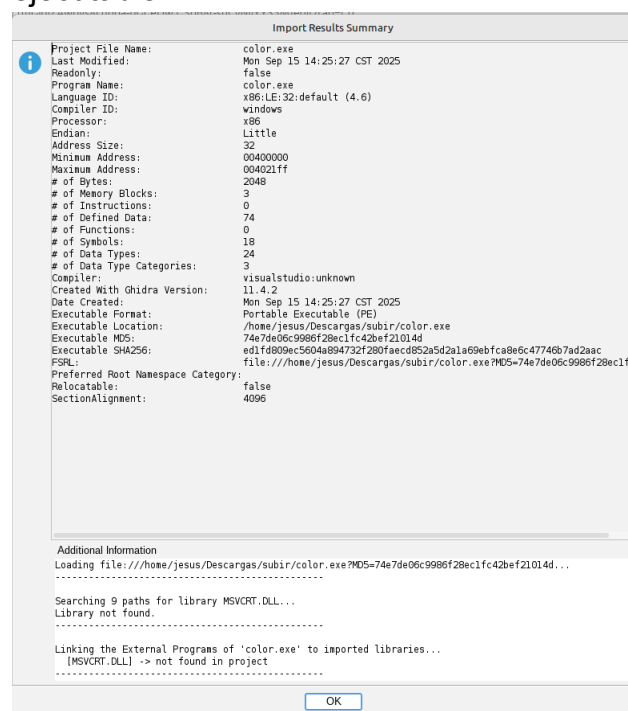 Import Results Summary
Project File Name: color.exe
Last Modified: Mon Sep 15 14:25:27 CST 2025
Readonly: false
Program Name: color.exe
Language ID: x86:LE:32:default (4.6)
Compiler ID: windows
Processor: x86
Endian: Little
Address Size: 32
Minimum Address: 00400000
Maximum Address: 004021ff
# of Bytes: 2048
# of Memory Blocks: 3
# of Instructions: 0
# of Defined Data: 74
# of Functions: 0
# of Symbols: 18
# of Data Types: 24
# of Data Type Categories: 3
Compiler: visualstudio:unknown
Created With Ghidra Version: 11.4.2
Date Created: Mon Sep 15 14:25:27 CST 2025
Executable Format: Portable Executable (PE)
Executable Location: /home/jesus/Descargas/subir/color.exe
Executable MD5: 74e7de06c9986f28ec1fc42bef21014d
Executable SHA256: ed1fd809ec5604a894732f280faecd852a5d2a1a69ebfca8e6c47746b7ad2aac
FSRL: file:///home/jesus/Descargas/subir/color.exe?MD5=74e7de06c9986f28ec1f
Preferred Root Namespace Category:
Relocatable: false
SectionAlignment: 4096
Additional Information
Loading file:///home/jesus/Descargas/subir/color.exe?MD5=74e7de06c9986f28ec1fc42bef21014d...
------------------------------------------------
Searching 9 paths for library MSVCRT.DLL...
Library not found.
------------------------------------------------
Linking the External Programs of 'color.exe' to imported libraries...
[MSVCRT.DLL] -> not found in project
------------------------------------------------
OK